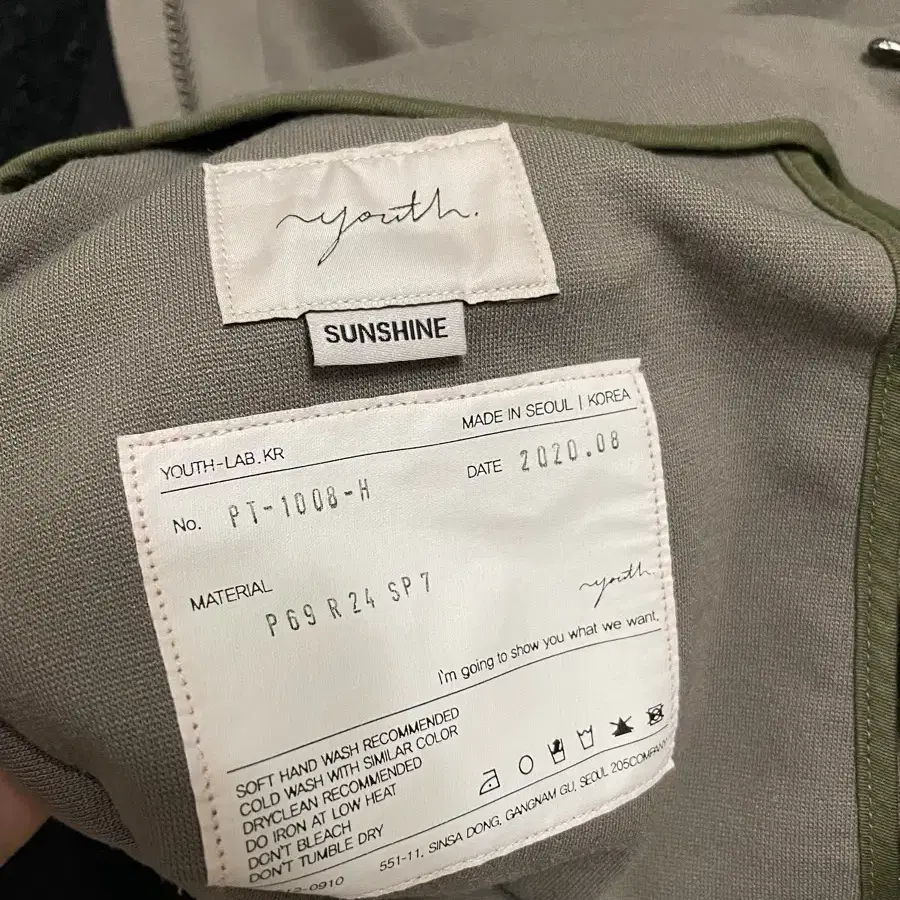 youth.
SUNSHINE
YOUTH-LAB.KR
MADE IN SEOUL | KOREA
No. PT-1008-H
DATE 2020.08
MATERIAL
P69 R24 SP7
youth.
I'm going to show you what we want.
SOFT HAND WASH RECOMMENDED
COLD WASH WITH SIMILAR COLOR
DRYCLEAN RECOMMENDED
DO IRON AT LOW HEAT
DON'T BLEACH
DON'T TUMBLE DRY
-0910
551-11, SINSA DONG, GANGNAM GU, SEOUL 205COMPANY